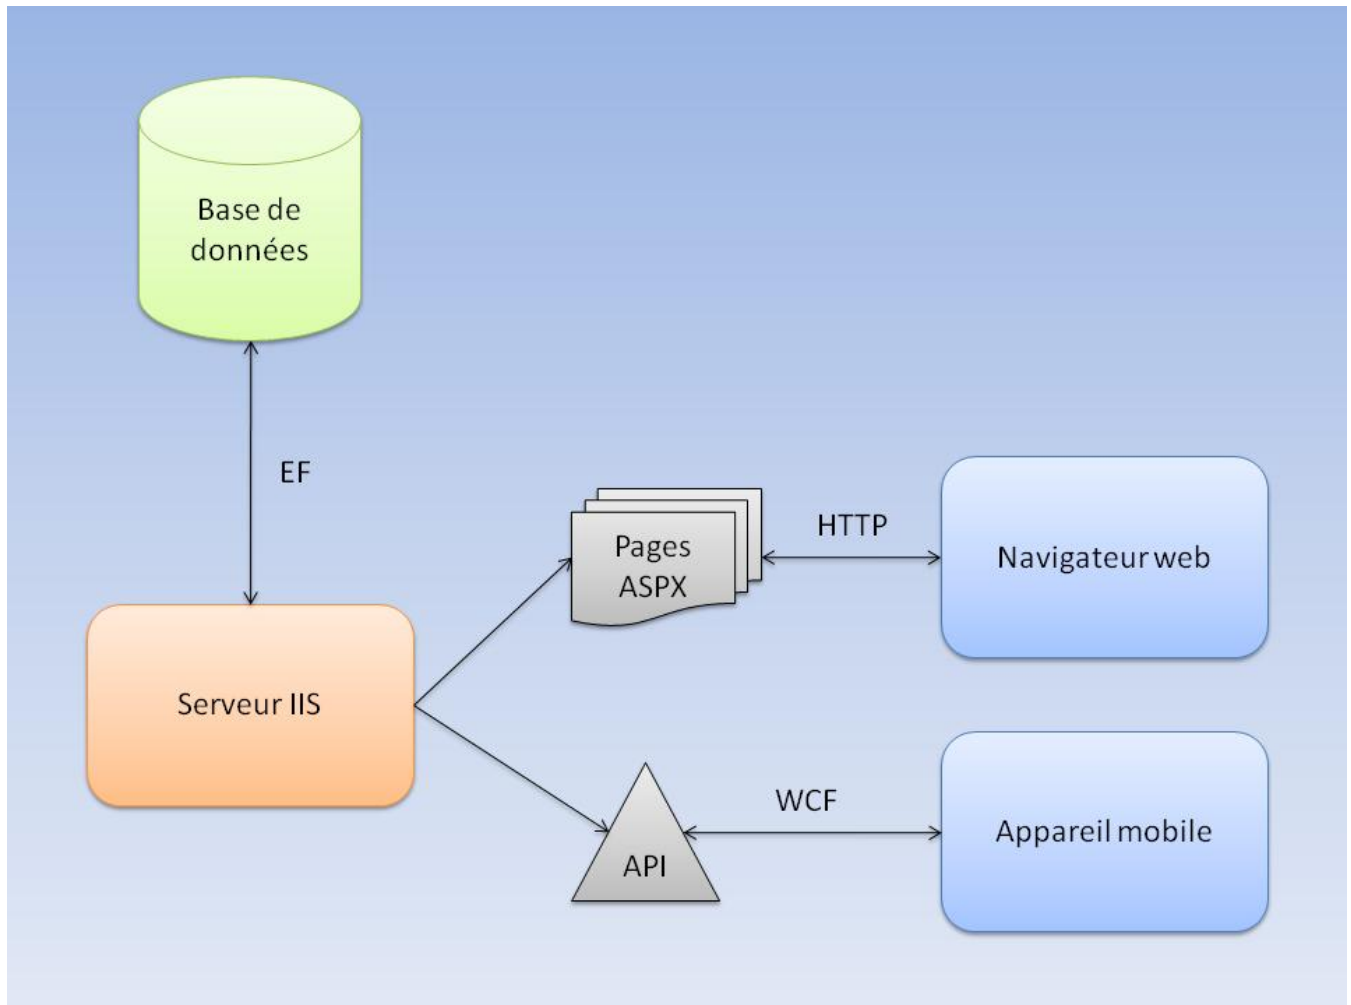 Base de
données
EF
Pages
ASPX
HTTP
Navigateur web
Serveur IIS
WCF
API
Appareil mobile